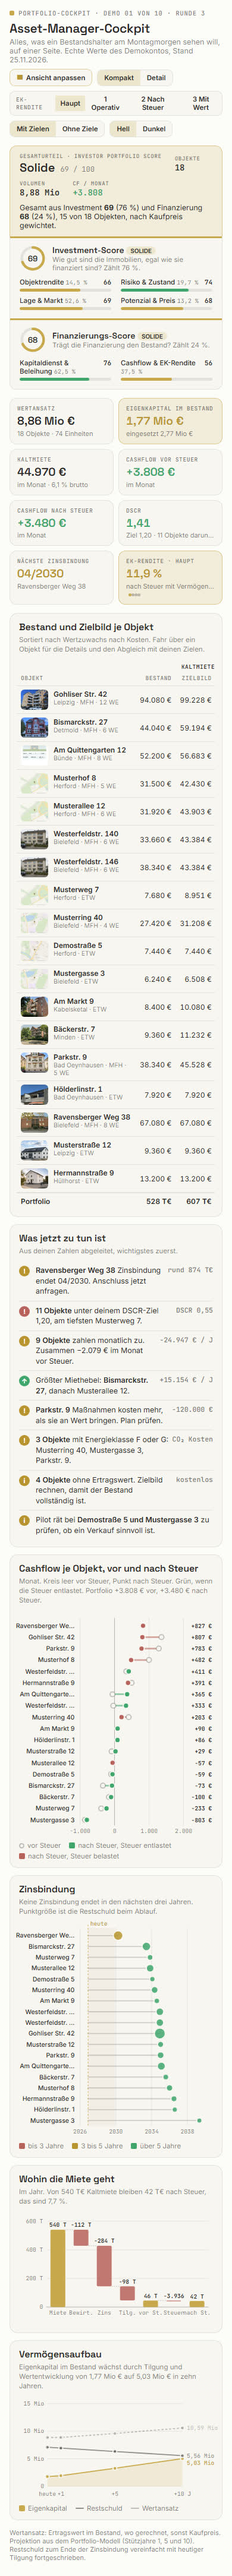 PORTFOLIO-COCKPIT · DEMO 01 VON 10 · RUNDE 3
Asset-Manager-Cockpit
Alles, was ein Bestandshalter am Montagmorgen sehen will,
auf einer Seite. Echte Werte des Demokontos, Stand
25.11.2026.
Ansicht anpassen
Kompakt
Detail
EK-RENDITE
Haupt
1 Operativ
2 Nach Steuer
3 Mit Wert
Mit Zielen
Ohne Ziele
Hell
Dunkel
GESAMTURTEIL · INVESTOR PORTFOLIO SCORE
Solide 69 / 100
OBJEKTE
18
VOLUMEN
8,88 Mio
CF / MONAT
+3.808
Gesamt aus Investment 69 (76 %) und Finanzierung
68 (24 %), 15 von 18 Objekten, nach Kaufpreis
gewichtet.
69
Investment-Score SOLIDE
Wie gut sind die Immobilien, egal wie sie
finanziert sind? Zählt 76 %.
Objektrendite 14,5 % 66
Risiko & Zustand 19,7 % 74
Lage & Markt 52,6 % 69
Potenzial & Preis 13,2 % 68
68
Finanzierungs-Score SOLIDE
Trägt die Finanzierung den Bestand? Zählt 24 %.
Kapitaldienst &
Beleihung 62,5 %
76
Cashflow & EK-Rendite
37,5 %
56
WERTANSATZ
8,86 Mio €
18 Objekte · 74 Einheiten
EIGENKAPITAL IM BESTAND
1,77 Mio €
eingesetzt 2,77 Mio €
KALTMIETE
44.970 €
im Monat · 6,1 % brutto
CASHFLOW VOR STEUER
+3.808 €
im Monat
CASHFLOW NACH STEUER
+3.480 €
im Monat
DSCR
1,41
Ziel 1,20 · 11 Objekte darun…
NÄCHSTE ZINSBINDUNG
04/2030
Ravensberger Weg 38
EK-RENDITE · HAUPT
11,9 %
nach Steuer mit Vermögen…
Bestand und Zielbild je Objekt
Sortiert nach Wertzuwachs nach Kosten. Fahr über ein
Objekt für die Details und den Abgleich mit deinen Zielen.
KALTMIETE
OBJEKT BESTAND ZIELBILD
Gohliser Str. 42 94.080 € 99.228 €
Leipzig · MFH · 12 WE
Bismarckstr. 27 44.040 € 59.194 €
Detmold · MFH · 6 WE
Am Quittengarten 12 52.200 € 56.683 €
Bünde · MFH · 8 WE
Musterhof 8 31.500 € 42.430 €
Herford · MFH · 5 WE
Musterallee 12 31.920 € 43.903 €
Herford · MFH · 6 WE
Westerfeldstr. 140 33.660 € 43.384 €
Bielefeld · MFH · 6 WE
Westerfeldstr. 146 38.340 € 43.384 €
Bielefeld · MFH · 6 WE
Musterweg 7 7.680 € 8.951 €
Herford · ETW
Musterring 40 27.420 € 31.208 €
Bielefeld · MFH · 4 WE
Demostraße 5 7.440 € 7.440 €
Herford · ETW
Mustergasse 3 6.240 € 6.508 €
Bielefeld · ETW
Am Markt 9 8.400 € 10.080 €
Kabelsketal · ETW
Bäckerstr. 7 9.360 € 11.232 €
Minden · ETW
Parkstr. 9 38.340 € 45.528 €
Bad Oeynhausen · MFH ·
5 WE
Hölderlinstr. 1 7.920 € 7.920 €
Bad Oeynhausen · ETW
Ravensberger Weg 38 67.080 € 67.080 €
Bielefeld · MFH · 8 WE
Musterstraße 12 9.360 € 9.360 €
Leipzig · ETW
Hermannstraße 9 13.200 € 13.200 €
Hüllhorst · ETW
Portfolio 528 T€ 607 T€
Was jetzt zu tun ist
Aus deinen Zahlen abgeleitet, wichtigstes zuerst.
Ravensberger Weg 38 Zinsbindung rund 874 T€
endet 04/2030. Anschluss jetzt
anfragen.
11 Objekte unter deinem DSCR-Ziel DSCR 0,55
1,20, am tiefsten Musterweg 7.
9 Objekte zahlen monatlich zu. -24.947 € / J
Zusammen −2.079 € im Monat
vor Steuer.
Größter Miethebel: Bismarckstr. +15.154 € / J
27, danach Musterallee 12.
Parkstr. 9 Maßnahmen kosten mehr, -120.000 €
als sie an Wert bringen. Plan prüfen.
3 Objekte mit Energieklasse F oder G: CO₂ Kosten
Musterring 40, Mustergasse 3,
Parkstr. 9.
4 Objekte ohne Ertragswert. Zielbild kostenlos
rechnen, damit der Bestand
vollständig ist.
Pilot rät bei Demostraße 5 und Mustergasse 3 zu
prüfen, ob ein Verkauf sinnvoll ist.
Cashflow je Objekt, vor und nach Steuer
Monat. Kreis leer vor Steuer, Punkt nach Steuer. Grün, wenn
die Steuer entlastet. Portfolio +3.808 € vor, +3.480 € nach
Steuer.
Ravensberger We… +827 €
Gohliser Str. 42 +807 €
Parkstr. 9 +783 €
Musterhof 8 +482 €
Westerfeldstr. … +411 €
Hermannstraße 9 +391 €
Am Quittengarte… +365 €
Westerfeldstr. … +333 €
Musterring 40 +203 €
Am Markt 9 +90 €
Hölderlinstr. 1 +86 €
Musterstraße 12 +29 €
Musterallee 12 -57 €
Demostraße 5 -59 €
Bismarckstr. 27 -73 €
Bäckerstr. 7 -100 €
Musterweg 7 -233 €
Mustergasse 3 -803 €
-1.000 0 1.000 2.000
vor Steuer
nach Steuer, Steuer entlastet
nach Steuer, Steuer belastet
Zinsbindung
Keine Zinsbindung endet in den nächsten drei Jahren.
Punktgröße ist die Restschuld beim Ablauf.
heute
Ravensberger We…
Bismarckstr. 27
Musterweg 7
Musterallee 12
Demostraße 5
Musterring 40
Am Markt 9
Westerfeldstr. …
Westerfeldstr. …
Gohliser Str. 42
Musterstraße 12
Parkstr. 9
Am Quittengarte…
Bäckerstr. 7
Musterhof 8
Hermannstraße 9
Hölderlinstr. 1
Mustergasse 3
2026 2030 2034 2038
bis 3 Jahre
3 bis 5 Jahre
über 5 Jahre
Wohin die Miete geht
Im Jahr. Von 540 T€ Kaltmiete bleiben 42 T€ nach Steuer,
das sind 7,7 %.
600 T
540 T -112 T
-284 T
400 T
200 T
-98 T
46 T -3.936 42 T
0
Miete Bewirt. Zins Tilg. vor St. Steuer nach St.
Vermögensaufbau
Eigenkapital im Bestand wächst durch Tilgung und
Wertentwicklung von 1,77 Mio € auf 5,03 Mio € in zehn
Jahren.
15 Mio
10 Mio
10,59 Mio
5 Mio
5,56 Mio
5,03 Mio
0
heute +1 +5 +10 J
Eigenkapital
Restschuld
Wertansatz
Wertansatz: Ertragswert, wo gerechnet, sonst Kaufpreis.
Projektion aus dem Portfolio-Modell (Stützjahre 1, 5 und 10).
Restschuld zum Ende der Zinsbindung vereinfacht mit heutiger
Tilgung fortgeschrieben.